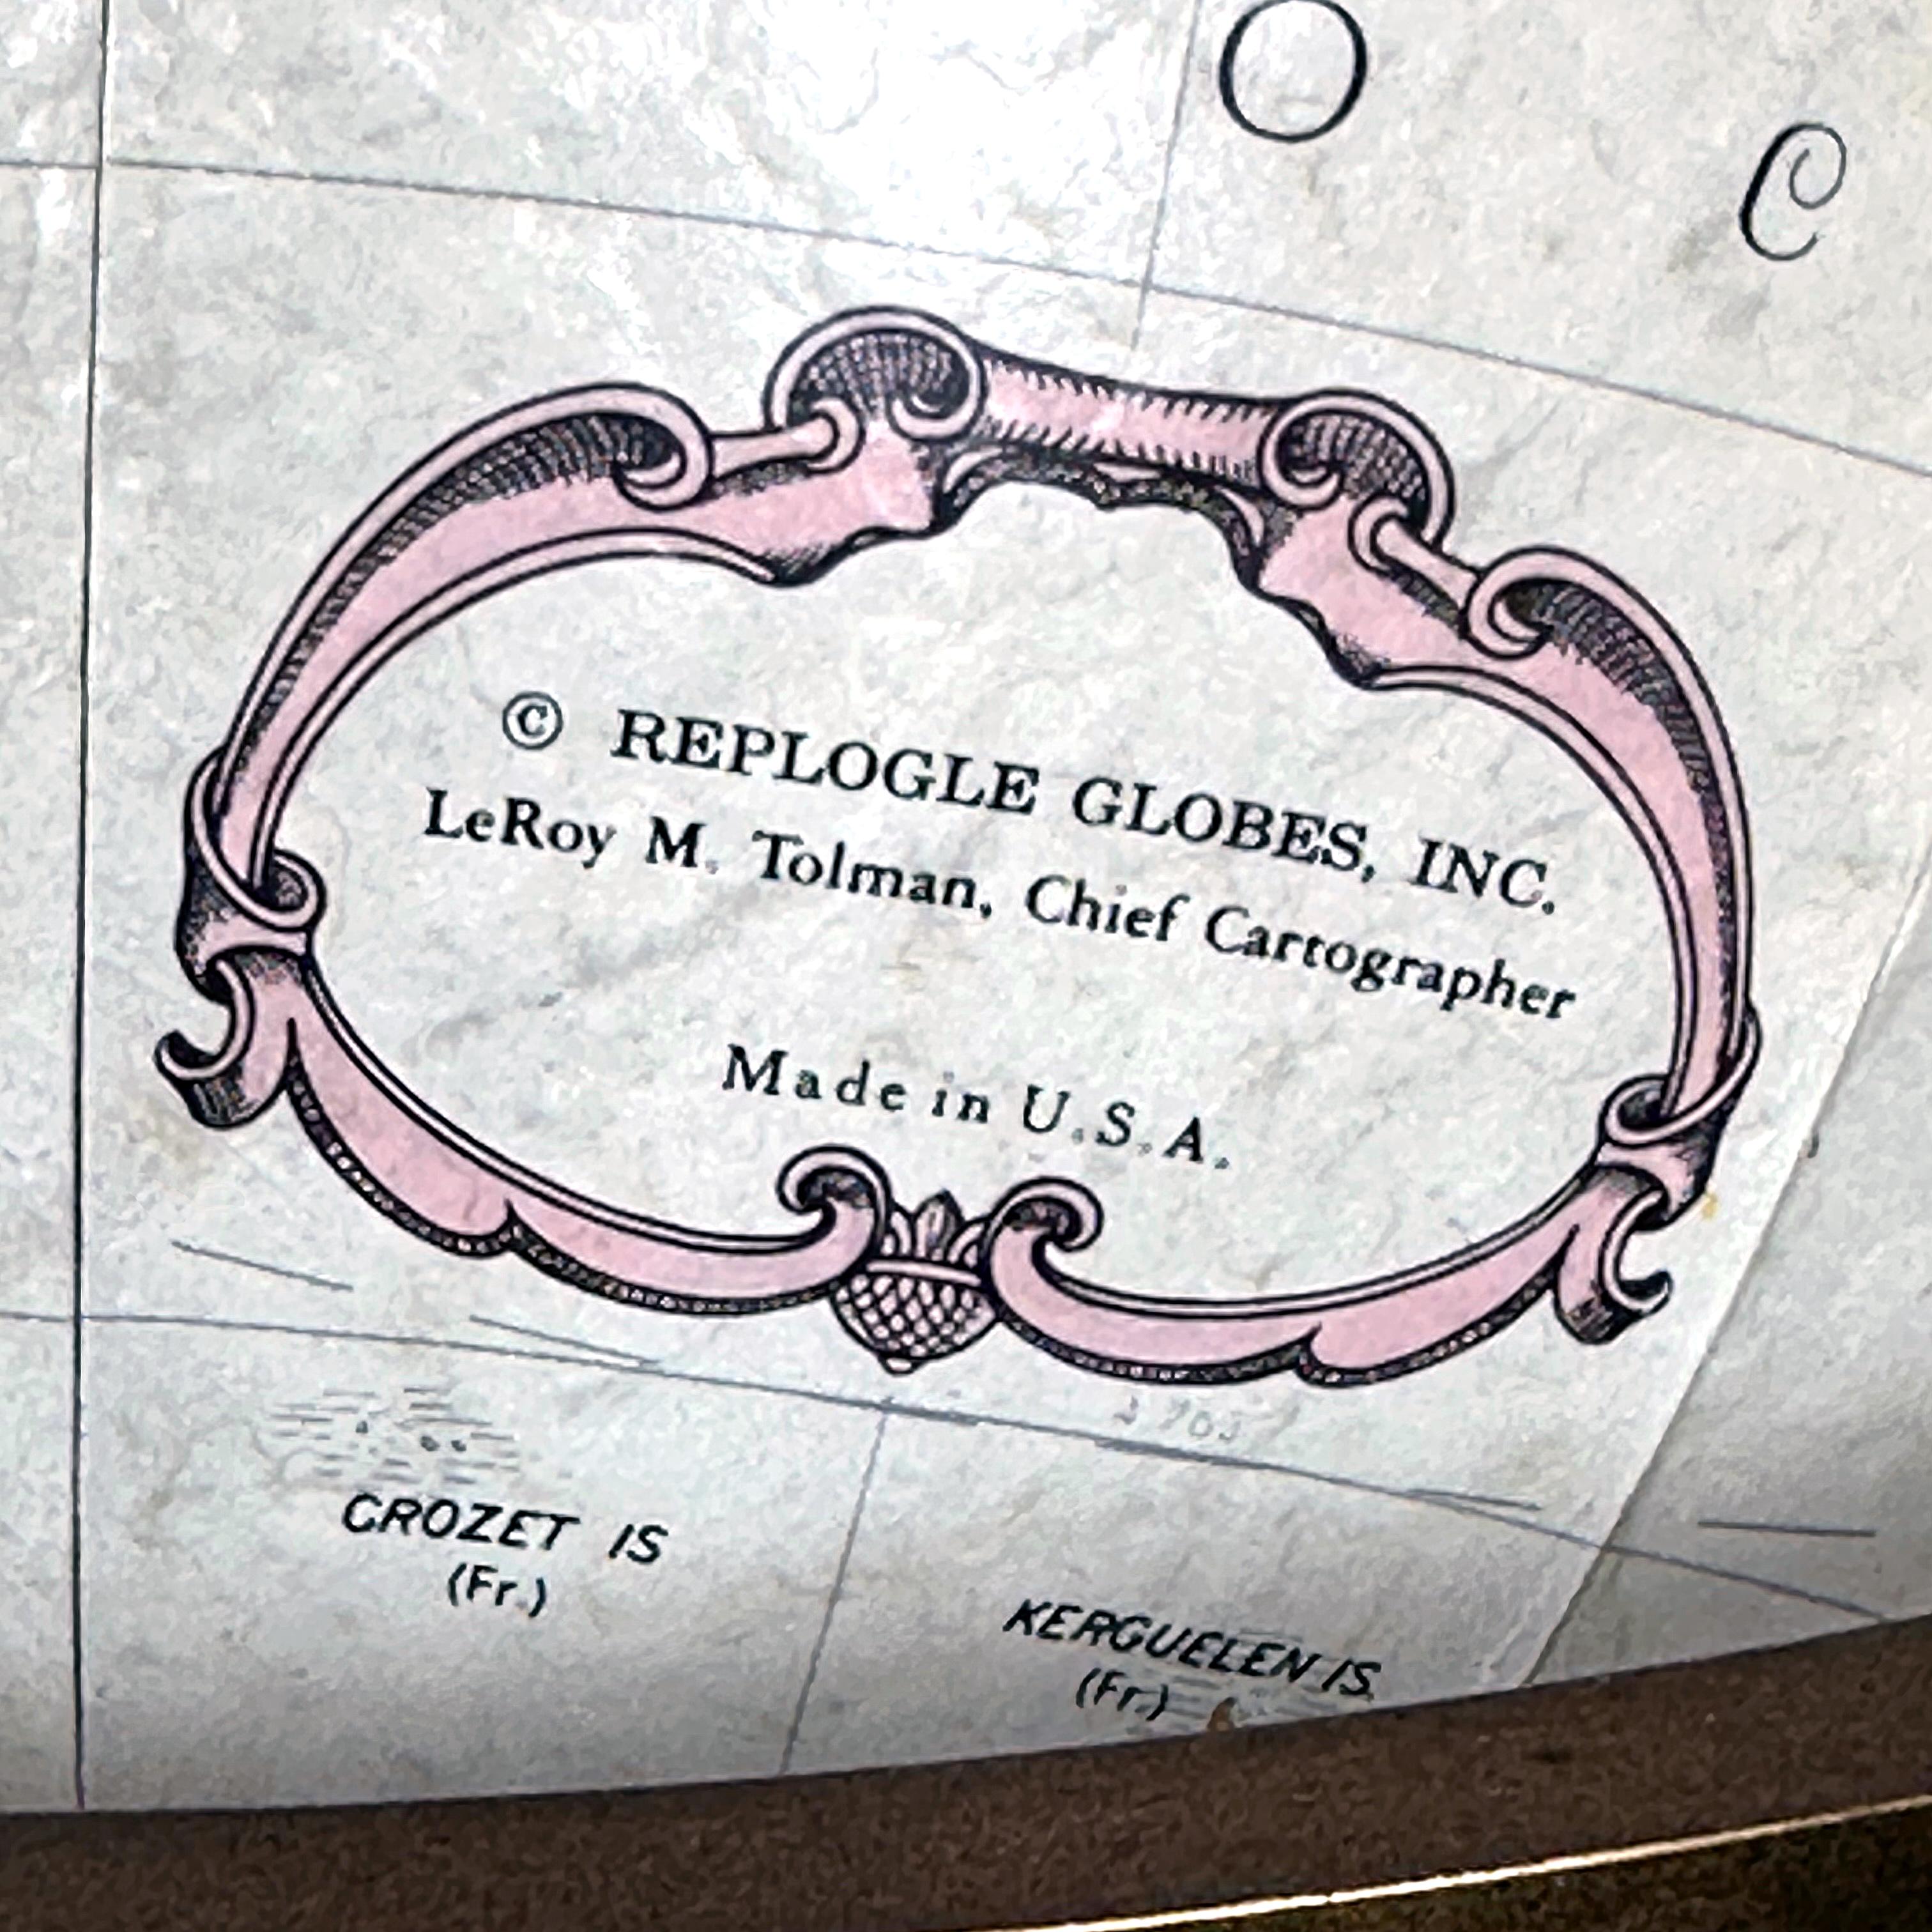 O
C
© REPLOGLE GLOBES, INC.
LeRoy M. Tolman, Chief Cartographer
Made in U.S.A.
CROZET IS
(Fr.)
KERGUELEN IS.
(Fr.)